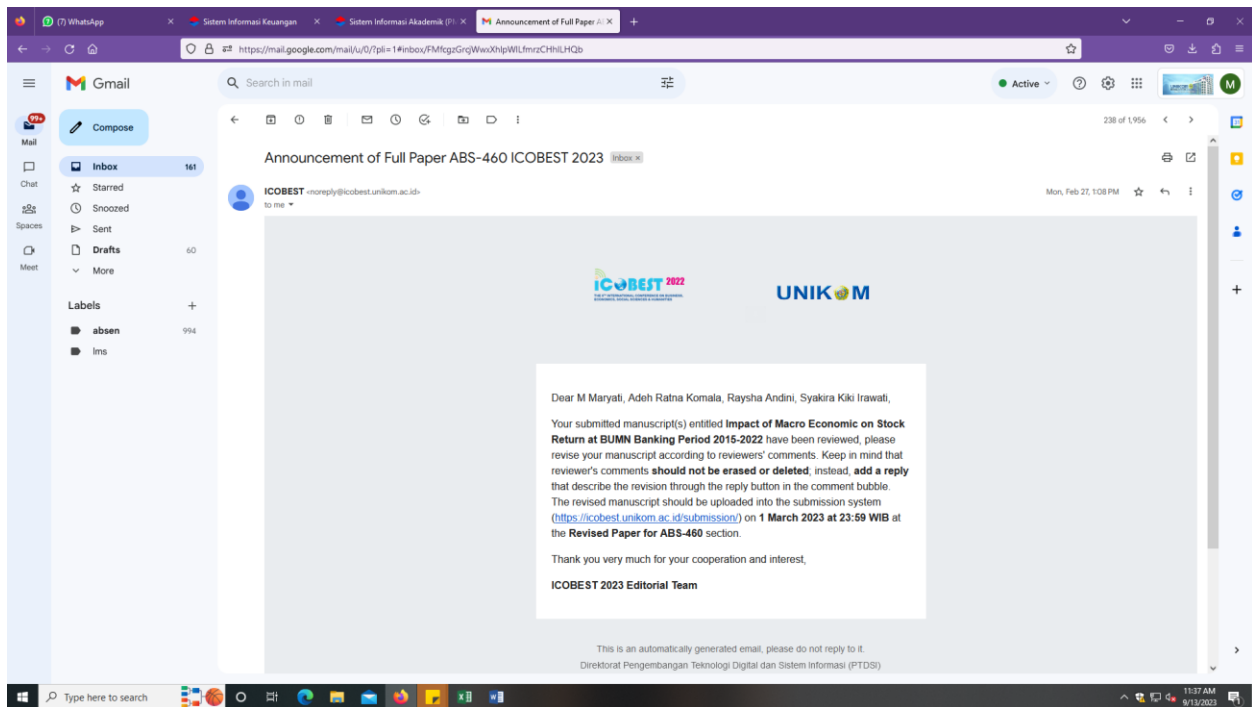 (7) WhatsApp
Sistem Informasi Keuangan
Sistem Informasi Akademik (PI
Announcement of Full Paper A
https://mail.google.com/mail/u/0/?pli=1#inbox/FMfcgzGrcjWwxXhlpWlLfmrzCHhlLHQb
Gmail
Search in mail
Active
M
99+
Mail
Compose
238 of 1,956
Chat
Spaces
Meet
Inbox 161
Starred
Snoozed
Sent
Drafts 60
More
Labels
absen 994
lms
Announcement of Full Paper ABS-460 ICOBEST 2023 Inbox x
ICOBEST <noreply@icobest.unikom.ac.id> Mon, Feb 27, 1:08 PM
to me
ICOBEST 2022
UNIKOM
Dear M Maryati, Adeh Ratna Komala, Raysha Andini, Syakira Kiki Irawati,
Your submitted manuscript(s) entitled Impact of Macro Economic on Stock
Return at BUMN Banking Period 2015-2022 have been reviewed, please
revise your manuscript according to reviewers' comments. Keep in mind that
reviewer's comments should not be erased or deleted; instead, add a reply
that describe the revision through the reply button in the comment bubble.
The revised manuscript should be uploaded into the submission system
(https://icobest.unikom.ac.id/submission/) on 1 March 2023 at 23:59 WIB at
the Revised Paper for ABS-460 section.
Thank you very much for your cooperation and interest,
ICOBEST 2023 Editorial Team
This is an automatically generated email, please do not reply to it.
Direktorat Pengembangan Teknologi Digital dan Sistem Informasi (PTDSI)
Type here to search
11:37 AM
9/13/2023